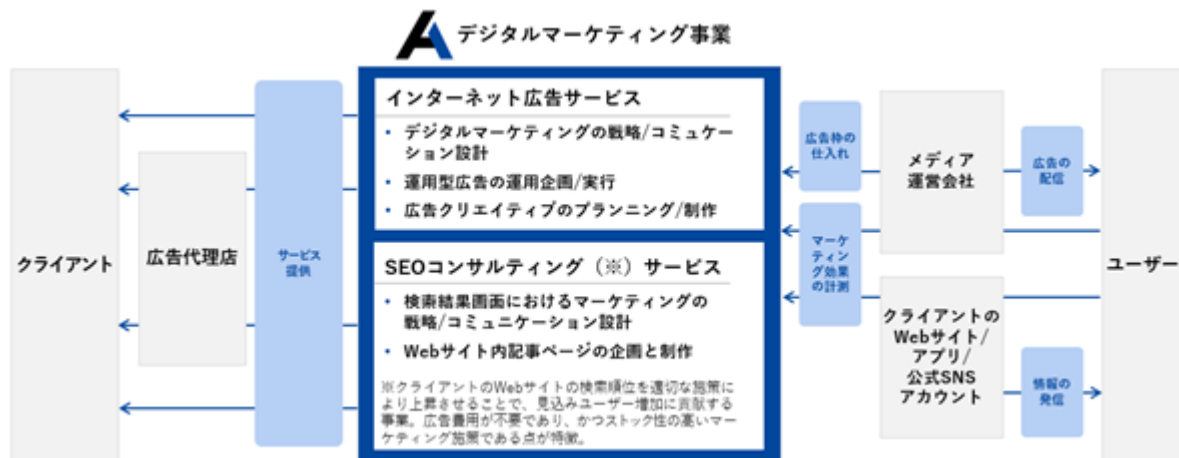 デジタルマーケティング事業
クライアント
広告代理店
サービス
提供
インターネット広告サービス
• デジタルマーケティングの戦略/コミュケー
ション設計
• 運用型広告の運用企画/実行
• 広告クリエイティブのプランニング/制作
SEOコンサルティング（※）サービス
• 検索結果画面におけるマーケティングの
戦略/コミュニケーション設計
• Webサイト内記事ページの企画と制作
※クライアントのWebサイトの検索順位を適切な施策に
より上昇させることで、見込みユーザー増加に貢献する
事業。広告費用が不要であり、かつストック性の高いマー
ケティング施策である点が特徴。
広告枠の
仕入れ
マーケ
ティン
グ効果
の計測
メディア
運営会社
クライアントの
Webサイト/
アプリ/
公式SNS
アカウント
広告の
配信
情報の
発信
ユーザー